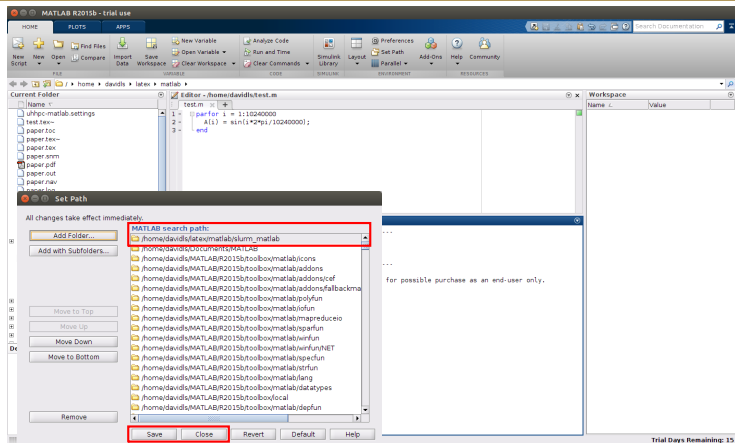 MATLAB R2015b - trial use
HOME PLOTS APPS
Search Documentation
New Script New Open Find Files Compare Import Data Save Workspace New Variable Open Variable Clear Workspace Analyze Code Run and Time Clear Commands Simulink Library Layout Preferences Set Path Parallel Add-Ons Help Community
FILE VARIABLE CODE SIMULINK ENVIRONMENT RESOURCES
/ home davidls latex matlab
Current Folder
Name
uhhpc-matlab.settings
test.tex~
paper.toc
paper.tex~
paper.tex
paper.snm
paper.pdf
paper.out
paper.nav
paper.log
Editor - /home/davidls/test.m
test.m
1 - parfor i = 1:10240000
2 - A(i) = sin(i*2*pi/10240000);
3 - end
Workspace
Name Value
Set Path
All changes take effect immediately.
MATLAB search path:
Add Folder...
Add with Subfolders...
Move to Top
Move Up
Move Down
Move to Bottom
Remove
/home/davidls/latex/matlab/slurm_matlab
/home/davidls/Documents/MATLAB
/home/davidls/MATLAB/R2015b/toolbox/matlab/icons
/home/davidls/MATLAB/R2015b/toolbox/matlab/addons
/home/davidls/MATLAB/R2015b/toolbox/matlab/addons/cef
/home/davidls/MATLAB/R2015b/toolbox/matlab/addons/fallbackma
/home/davidls/MATLAB/R2015b/toolbox/matlab/polyfun
/home/davidls/MATLAB/R2015b/toolbox/matlab/iofun
/home/davidls/MATLAB/R2015b/toolbox/matlab/mapreduceio
/home/davidls/MATLAB/R2015b/toolbox/matlab/sparfun
/home/davidls/MATLAB/R2015b/toolbox/matlab/winfun
/home/davidls/MATLAB/R2015b/toolbox/matlab/winfun/NET
/home/davidls/MATLAB/R2015b/toolbox/matlab/specfun
/home/davidls/MATLAB/R2015b/toolbox/matlab/strfun
/home/davidls/MATLAB/R2015b/toolbox/matlab/lang
/home/davidls/MATLAB/R2015b/toolbox/matlab/datatypes
/home/davidls/MATLAB/R2015b/toolbox/local
/home/davidls/MATLAB/R2015b/toolbox/matlab/depfun
Save Close Revert Default Help
...
...
for possible purchase as an end-user only.
De
Trial Days Remaining: 15